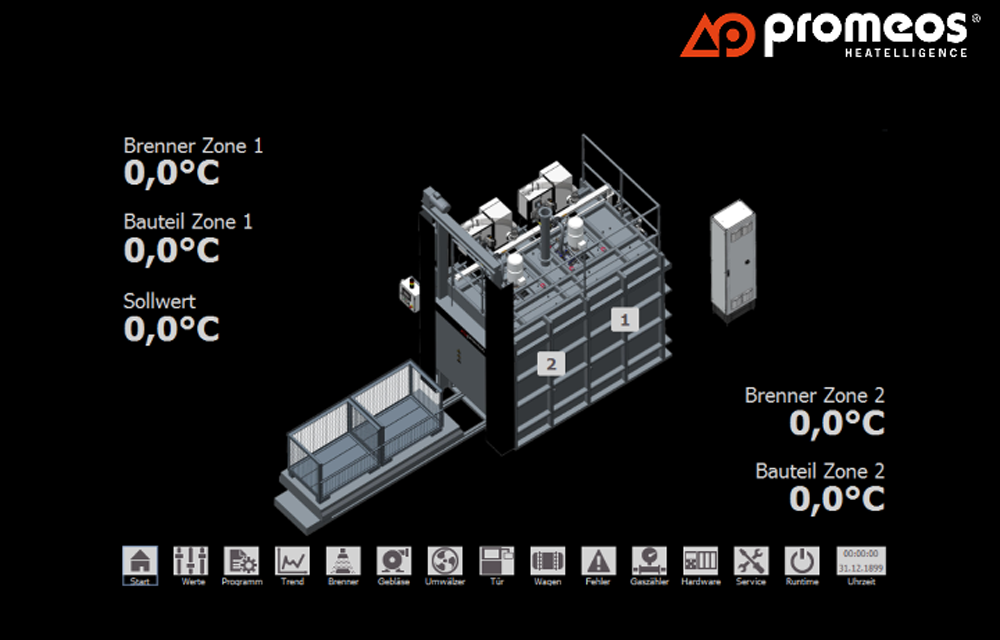 promeos®
HEATELLIGENCE
Brenner Zone 1
0,0°C
Bauteil Zone 1
0,0°C
Sollwert
0,0°C
1
2
Brenner Zone 2
0,0°C
Bauteil Zone 2
0,0°C
Start
Werte
Programm
Trend
Brenner
Gebläse
Umwälzer
Tür
Wagen
Fehler
Gaszähler
Hardware
Service
Runtime
00:00:00
31.12.1899
Uhrzeit